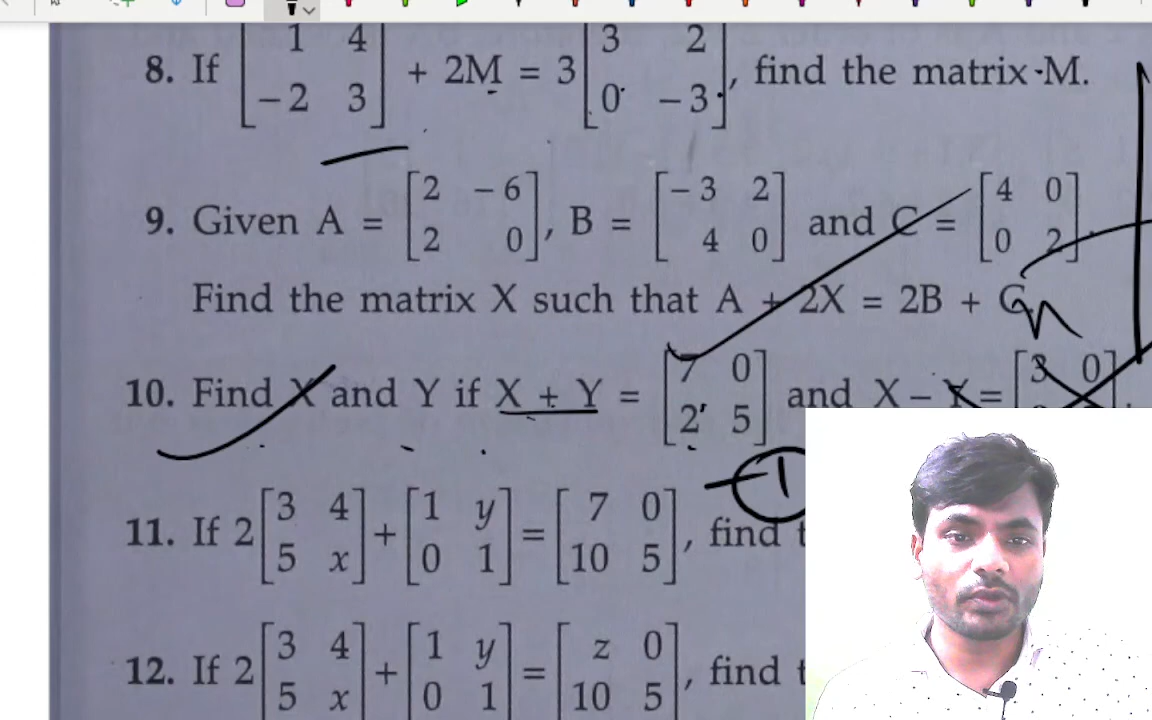 8. If [1 4 -2 3] + 2M = 3 [3 2 0 -3], find the matrix M.
9. Given A = [2 -6 2 0], B = [-3 2 4 0] and C = [4 0 0 2].
Find the matrix X such that A + 2X = 2B + C.
10. Find X and Y if X + Y = [7 0 2 5] and X - Y = [3 0
1
11. If 2 [3 4 5 x] + [1 y 0 1] = [7 0 10 5], find
12. If 2 [3 4 5 x] + [1 y 0 1] = [z 0 10 5], find